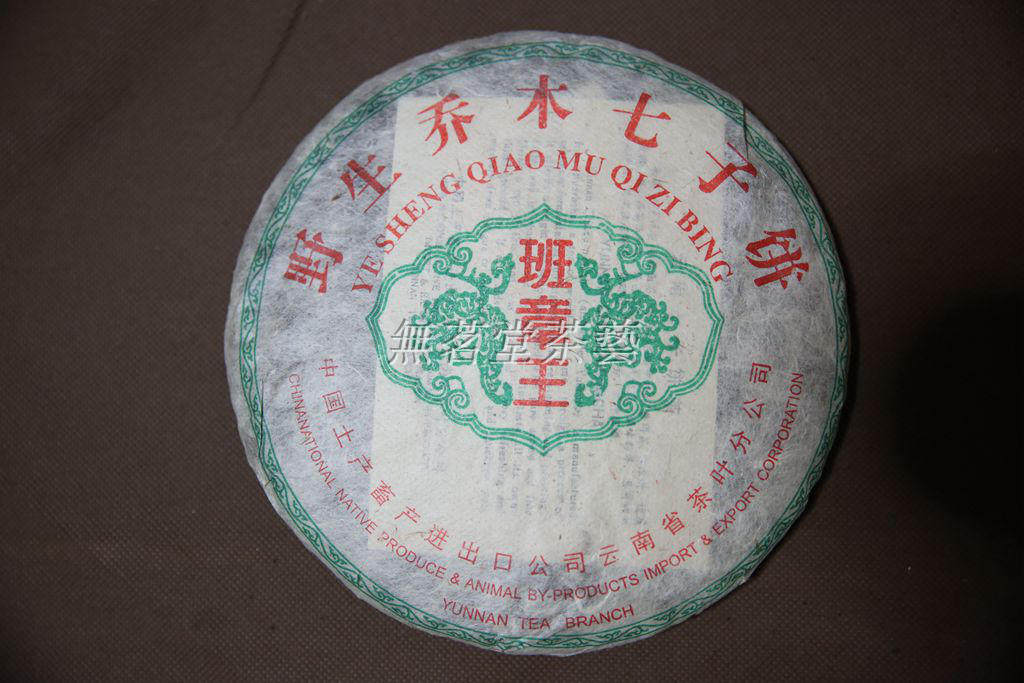 野生乔木七子饼
YE SHENG QIAO MU QI ZI BING
班章王
無茗堂茶藝
中国土产畜产进出口公司云南省茶叶分公司
CHINANATIONAL NATIVE PRODUCE & ANIMAL BY-PRODUCTS IMPORT & EXPORT CORPORATION
YUNNAN TEA BRANCH